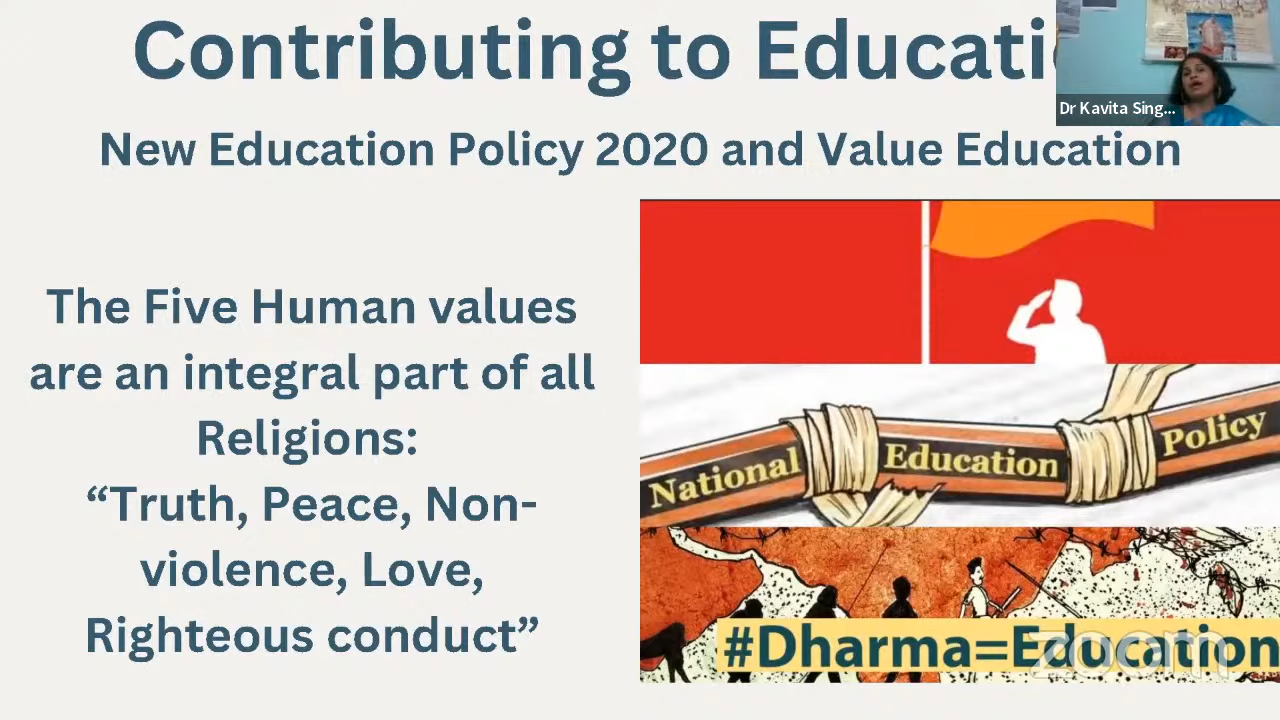 Contributing to Educati
Dr Kavita Sing...
New Education Policy 2020 and Value Education
The Five Human values
are an integral part of all
Religions:
“Truth, Peace, Non-
violence, Love,
Righteous conduct”
National Education Policy
#Dharma=Education
zoom